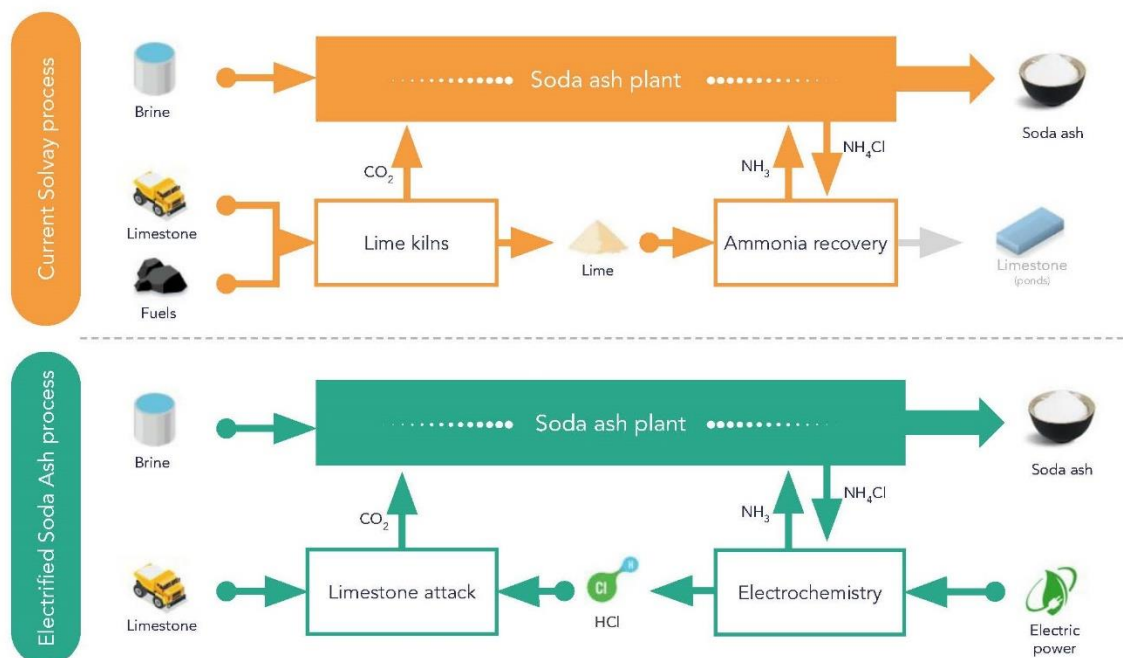 Current Solvay process
Brine
Soda ash plant
Soda ash
CO₂
NH₃
NH₄Cl
Limestone
Lime kilns
Lime
Ammonia recovery
Limestone
(ponds)
Fuels
Electrified Soda Ash process
Brine
Soda ash plant
Soda ash
CO₂
NH₃
NH₄Cl
Limestone
Limestone attack
Cl
H
HCl
Electrochemistry
Electric
power